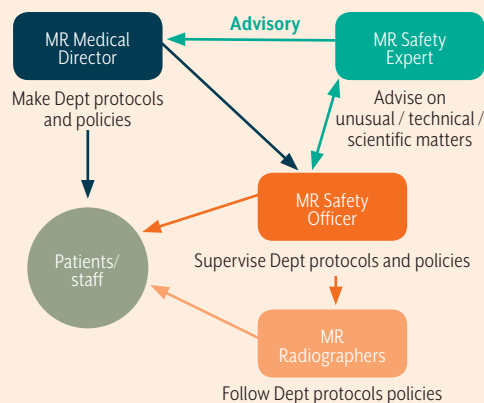 MR Medical
Director
Advisory
MR Safety
Expert
Make Dept protocols
and policies
Advise on
unusual / technical /
scientific matters
MR Safety
Officer
Patients/
staff
Supervise Dept protocols and policies
MR
Radiographers
Follow Dept protocols policies